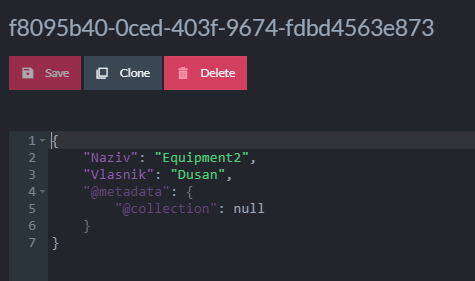 f8095b40-0ced-403f-9674-fdbd4563e873
Save Clone Delete
1 {
2 "Naziv": "Equipment2",
3 "Vlasnik": "Dusan",
4 "@metadata": {
5 "@collection": null
6 }
7 }